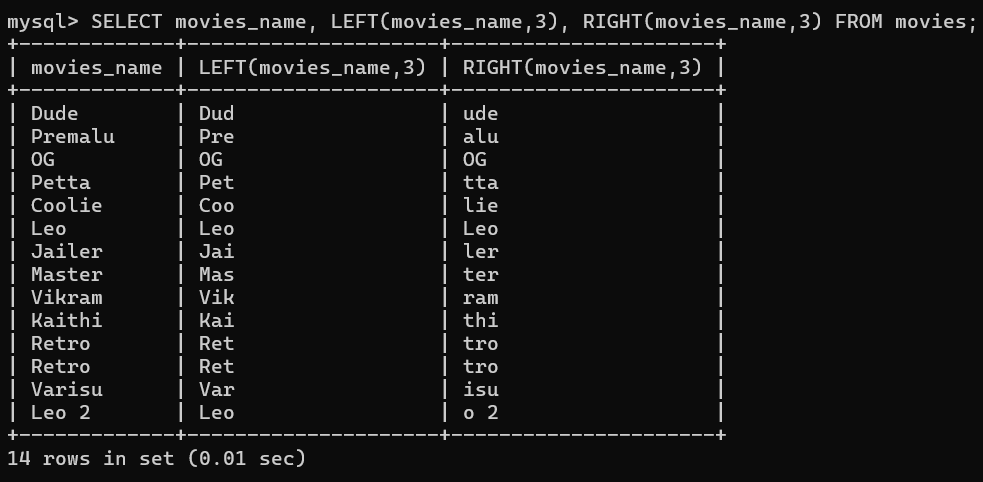 mysql> SELECT movies_name, LEFT(movies_name,3), RIGHT(movies_name,3) FROM movies;
+-------------+---------------------+----------------------+
| movies_name | LEFT(movies_name,3) | RIGHT(movies_name,3) |
+-------------+---------------------+----------------------+
| Dude        | Dud                 | ude                  |
| Premalu     | Pre                 | alu                  |
| OG          | OG                  | OG                   |
| Petta       | Pet                 | tta                  |
| Coolie      | Coo                 | lie                  |
| Leo         | Leo                 | Leo                  |
| Jailer      | Jai                 | ler                  |
| Master      | Mas                 | ter                  |
| Vikram      | Vik                 | ram                  |
| Kaithi      | Kai                 | thi                  |
| Retro       | Ret                 | tro                  |
| Retro       | Ret                 | tro                  |
| Varisu      | Var                 | isu                  |
| Leo 2       | Leo                 | o 2                  |
+-------------+---------------------+----------------------+
14 rows in set (0.01 sec)